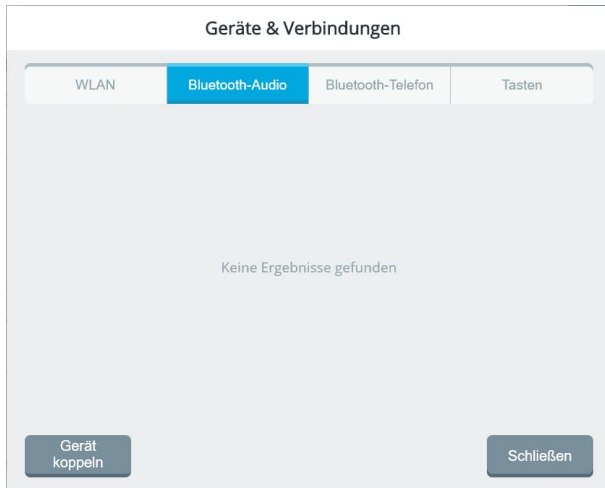 Geräte & Verbindungen
WLAN
Bluetooth-Audio
Bluetooth-Telefon
Tasten
Keine Ergebnisse gefunden
Gerät
koppeln
Schließen